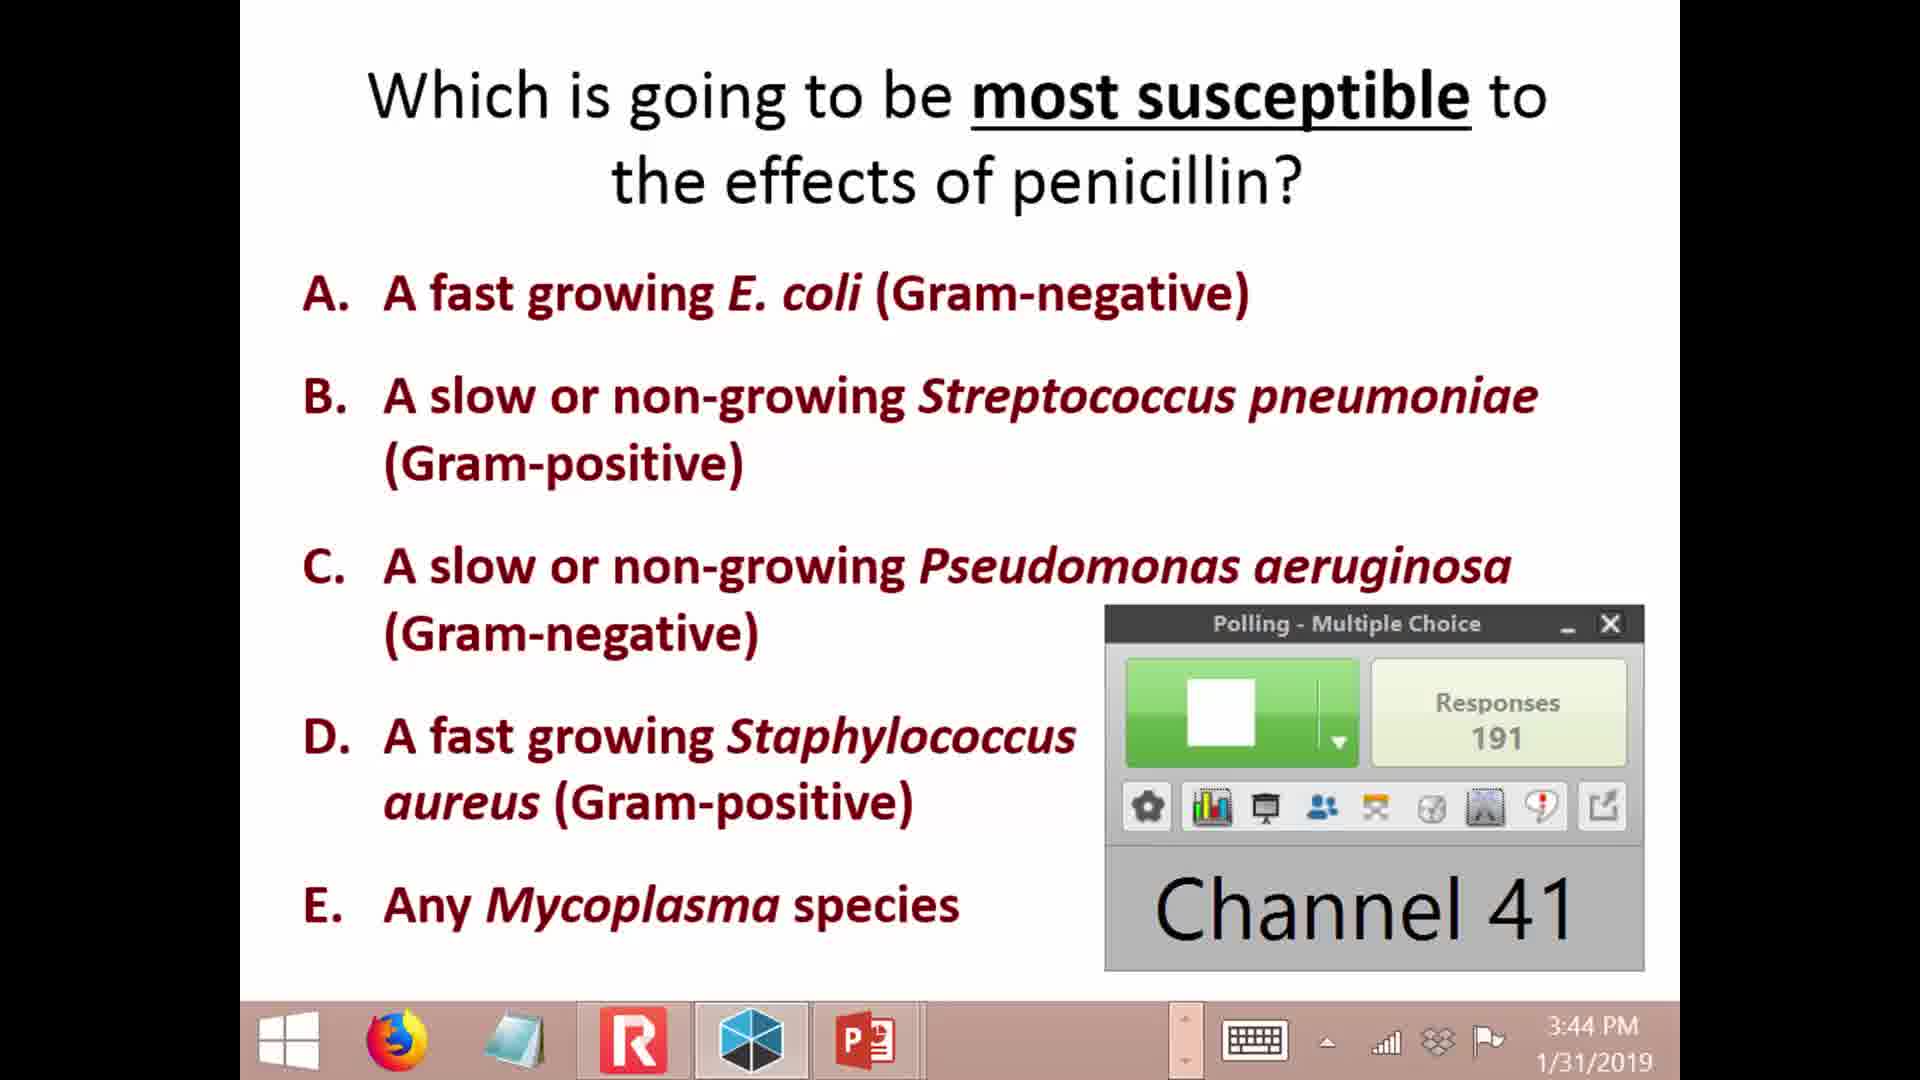 Which is going to be most susceptible to
the effects of penicillin?
A. A fast growing E. coli (Gram-negative)
B. A slow or non-growing Streptococcus pneumoniae
(Gram-positive)
C. A slow or non-growing Pseudomonas aeruginosa
(Gram-negative)
D. A fast growing Staphylococcus
aureus (Gram-positive)
E. Any Mycoplasma species
Polling - Multiple Choice
Responses
191
Channel 41
3:44 PM
1/31/2019